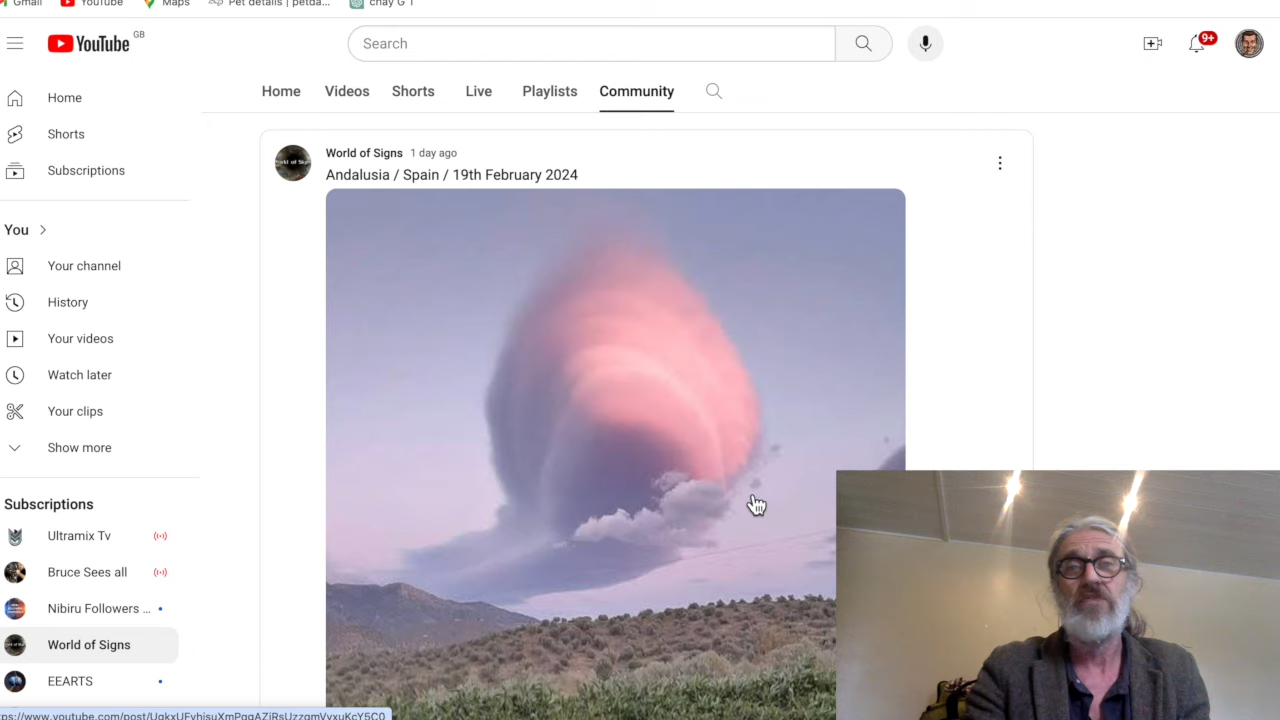 Gmail
YouTube
Maps
Pet details | petda...
chay G T
YouTube GB
Search
9+
Home
Videos
Shorts
Live
Playlists
Community
Home
Shorts
Subscriptions
You
Your channel
History
Your videos
Watch later
Your clips
Show more
Subscriptions
Ultramix Tv
Bruce Sees all
Nibiru Followers ...
World of Signs
EEARTS
World of Signs 1 day ago
Andalusia / Spain / 19th February 2024